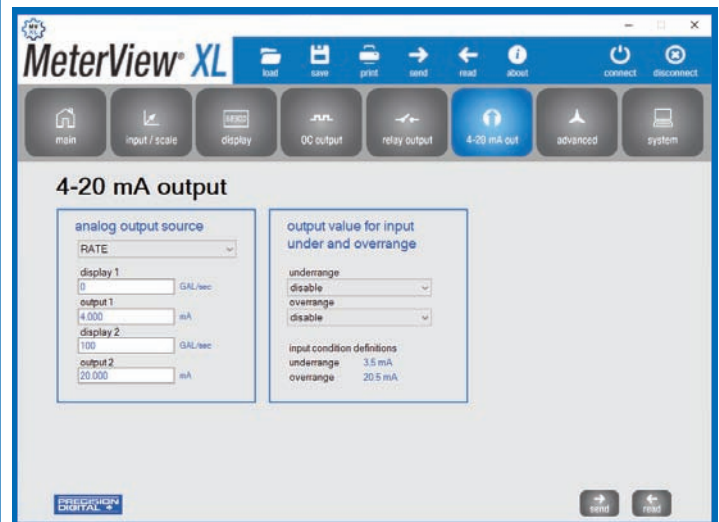 MeterView® XL
load save print send read about connect disconnect
main input / scale display OC output relay output 4-20 mA out advanced system
4-20 mA output
analog output source
RATE
display 1
0 GAL/sec
output 1
4.000 mA
display 2
100 GAL/sec
output 2
20.000 mA
output value for input
under and overrange
underrange
disable
overrange
disable
input condition definitions
underrange 3.5 mA
overrange 20.5 mA
PRECISION
DIGITAL
send read